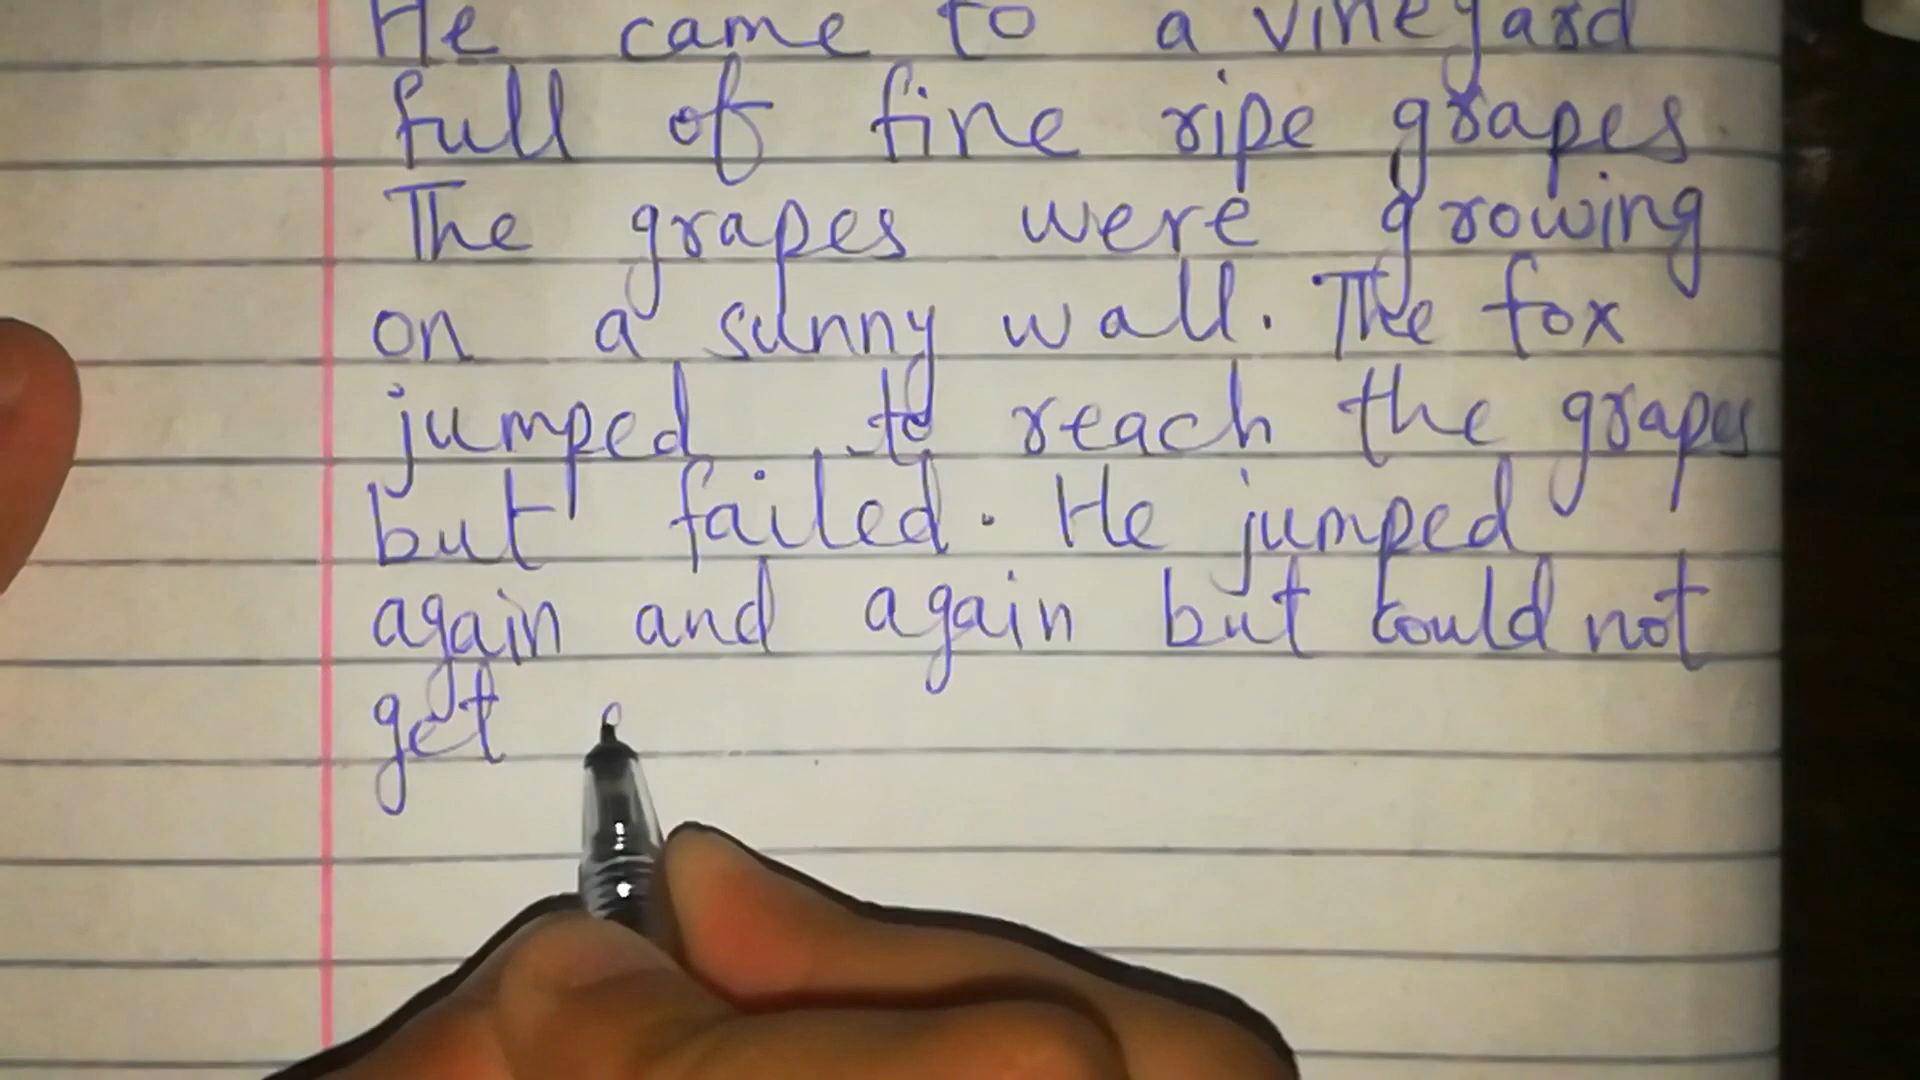 He came to a vineyard
full of fine ripe grapes.
The grapes were growing
on a sunny wall. The fox
jumped to reach the grapes
but failed. He jumped
again and again but could not
get